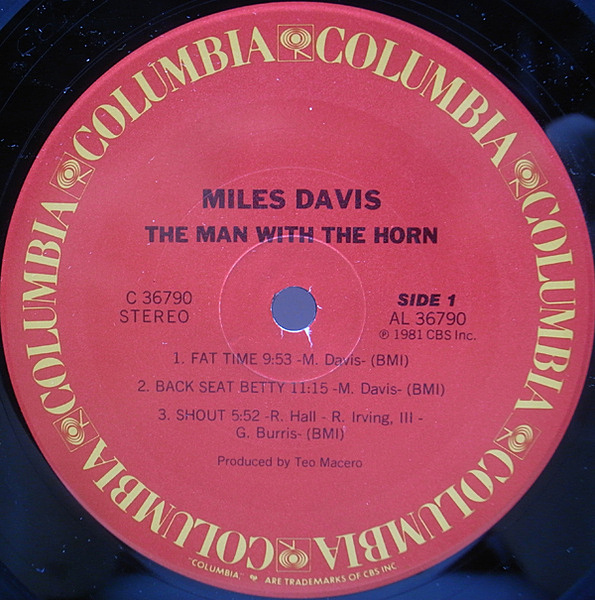 COLUMBIA COLUMBIA COLUMBIA COLUMBIA COLUMBIA COLUMBIA
MILES DAVIS
THE MAN WITH THE HORN
C 36790
STEREO
SIDE 1
AL 36790
℗ 1981 CBS Inc.
1. FAT TIME 9:53 -M. Davis- (BMI)
2. BACK SEAT BETTY 11:15 -M. Davis- (BMI)
3. SHOUT 5:52 -R. Hall - R. Irving, III -
G. Burris- (BMI)
Produced by Teo Macero
"COLUMBIA," ARE TRADEMARKS OF CBS INC